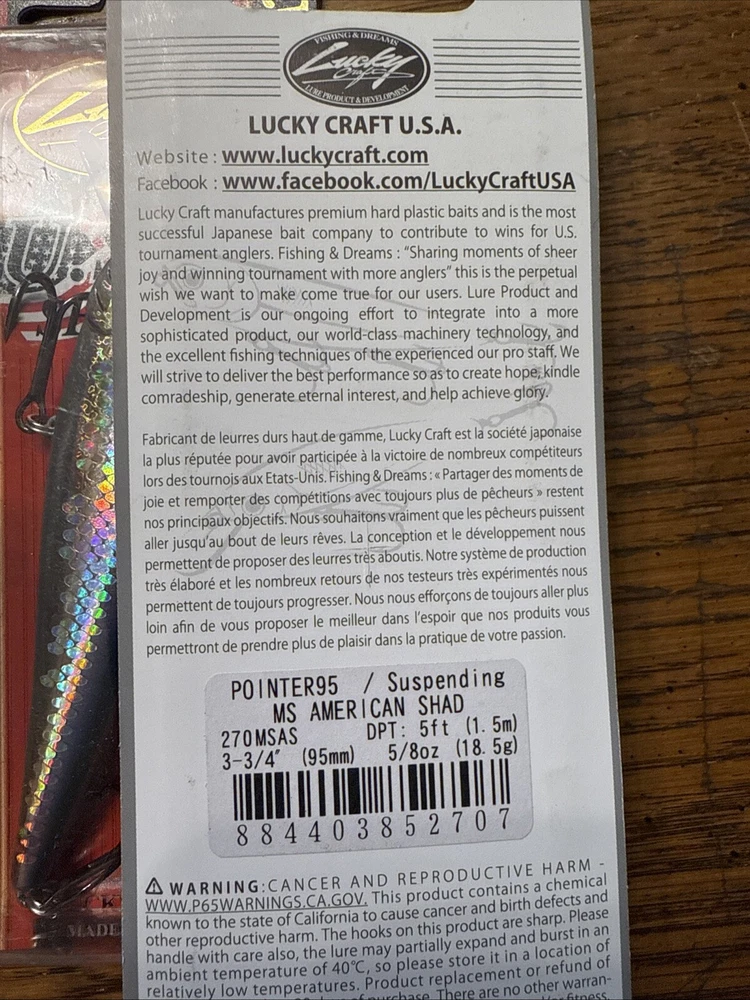 FISHING & DREAMS
Lucky
Craft
LURE PRODUCT & DEVELOPMENT
LUCKY CRAFT U.S.A.
Website : www.luckycraft.com
Facebook : www.facebook.com/LuckyCraftUSA
Lucky Craft manufactures premium hard plastic baits and is the most
successful Japanese bait company to contribute to wins for U.S.
tournament anglers. Fishing & Dreams : “Sharing moments of sheer
joy and winning tournament with more anglers” this is the perpetual
wish we want to make come true for our users. Lure Product and
Development is our ongoing effort to integrate into a more
sophisticated product, our world-class machinery technology, and
the excellent fishing techniques of the experienced our pro staff. We
will strive to deliver the best performance so as to create hope, kindle
comradeship, generate eternal interest, and help achieve glory.
Fabricant de leurres durs haut de gamme, Lucky Craft est la société japonaise
la plus réputée pour avoir participée à la victoire de nombreux compétiteurs
lors des tournois aux Etats-Unis. Fishing & Dreams : « Partager des moments de
joie et remporter des compétitions avec toujours plus de pêcheurs » restent
nos principaux objectifs. Nous souhaitons vraiment que les pêcheurs puissent
aller jusqu'au bout de leurs rêves. La conception et le développement nous
permettent de proposer des leurres très aboutis. Notre système de production
très élaboré et les nombreux retours de nos testeurs très expérimentés nous
permettent de toujours progresser. Nous nous efforçons de toujours aller plus
loin afin de vous proposer le meilleur dans l'espoir que nos produits vous
permettront de prendre plus de plaisir dans la pratique de votre passion.
POINTER95 / Suspending
MS AMERICAN SHAD
270MSAS DPT: 5ft (1.5m)
3-3/4″ (95mm) 5/8oz (18.5g)
884403852707
WARNING:CANCER AND REPRODUCTIVE HARM -
WWW.P65WARNINGS.CA.GOV. This product contains a chemical
known to the state of California to cause cancer and birth defects and
other reproductive harm. The hooks on this product are sharp. Please
handle with care also, the lure may partially expand and burst in an
ambient temperature of 40℃, so please store it in a location of
relatively low temperatures. Product replacement or refund of
purchase. There are no other warran-
MADE